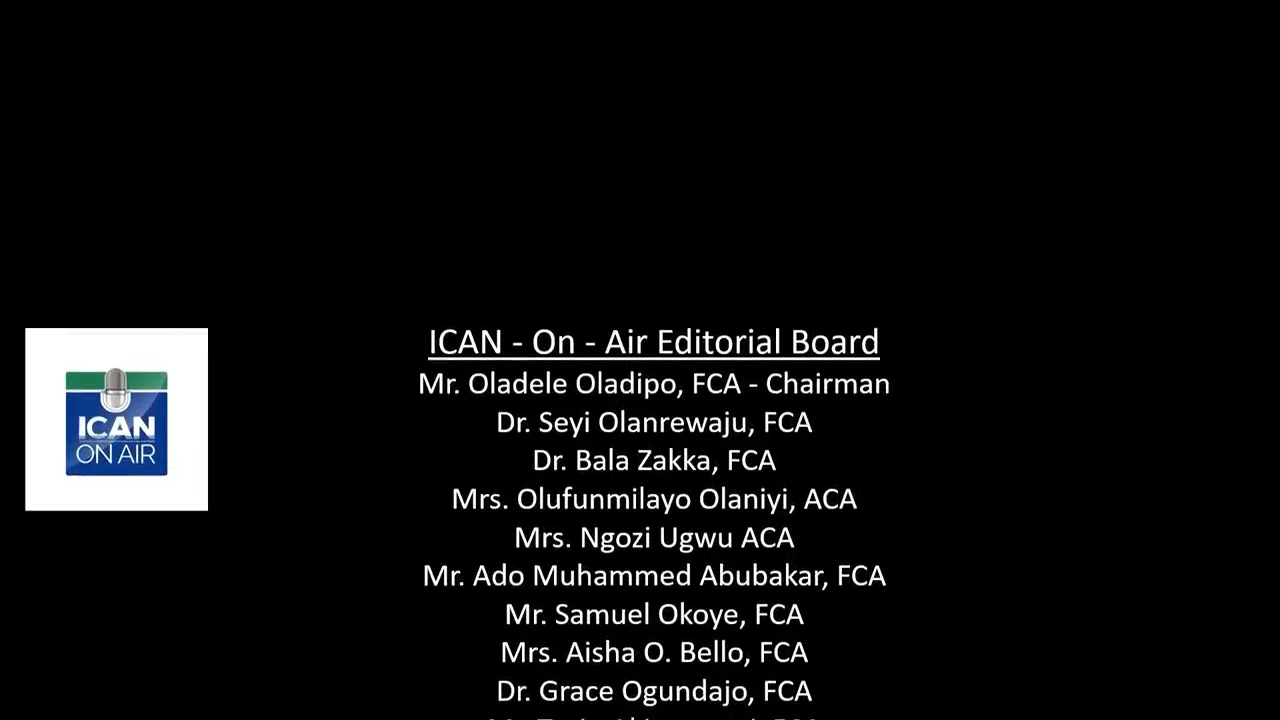 ICAN - On - Air Editorial Board
Mr. Oladele Oladipo, FCA - Chairman
Dr. Seyi Olanrewaju, FCA
Dr. Bala Zakka, FCA
Mrs. Olufunmilayo Olaniyi, ACA
Mrs. Ngozi Ugwu ACA
Mr. Ado Muhammed Abubakar, FCA
Mr. Samuel Okoye, FCA
Mrs. Aisha O. Bello, FCA
Dr. Grace Ogundajo, FCA
ICAN
ON AIR